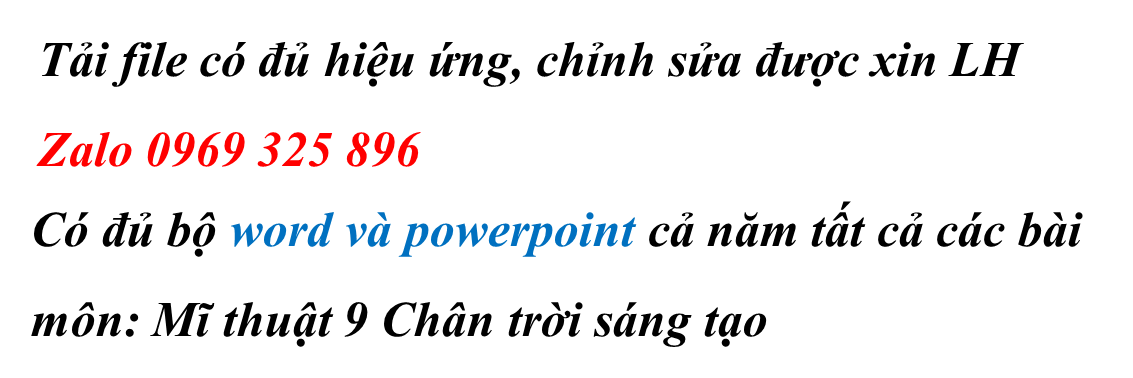 Tải file có đủ hiệu ứng, chỉnh sửa được xin LH
Zalo 0969 325 896
Có đủ bộ word và powerpoint cả năm tất cả các bài
môn: Mĩ thuật 9 Chân trời sáng tạo